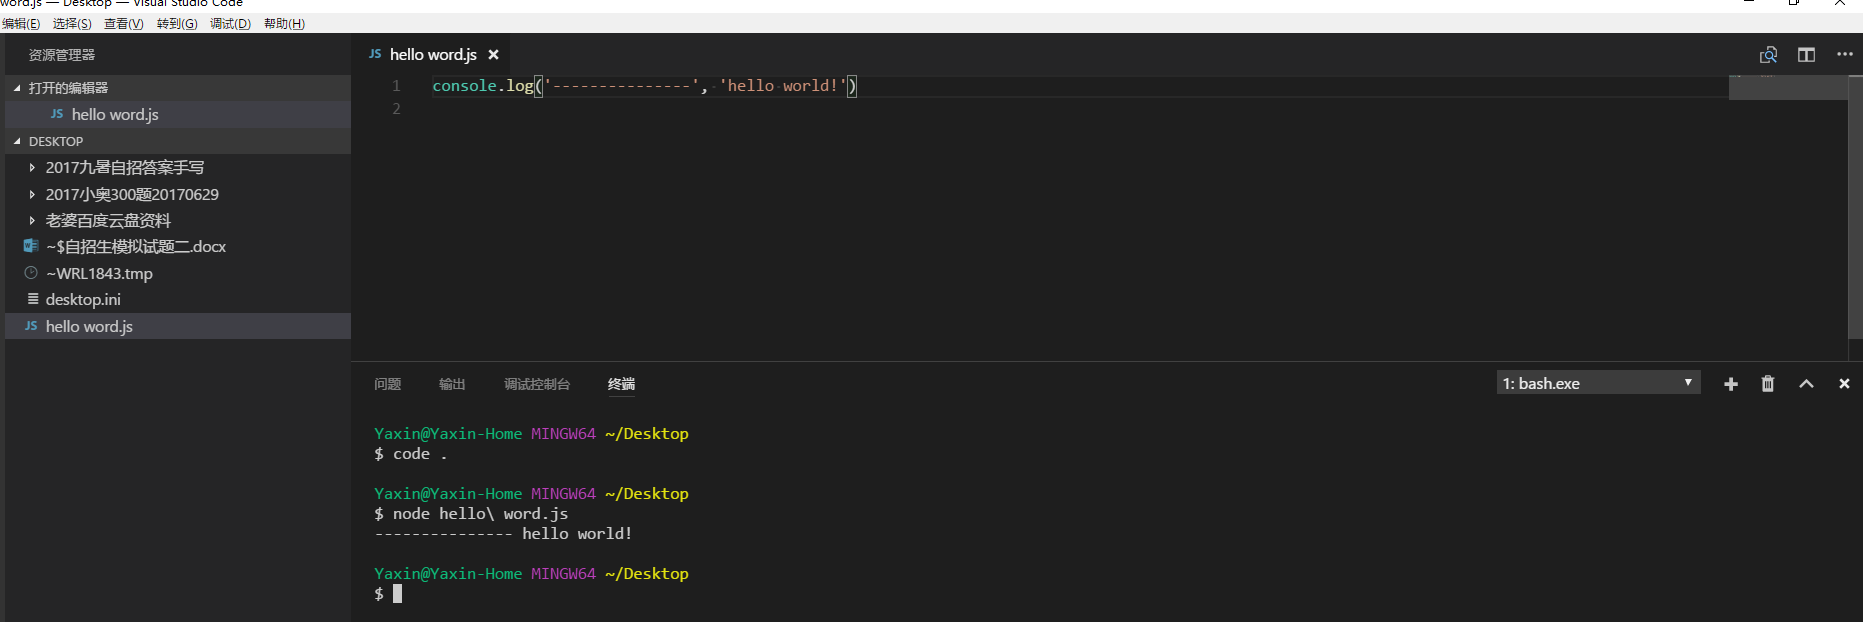 word.js — Desktop — Visual Studio Code
编辑(E) 选择(S) 查看(V) 转到(G) 调试(D) 帮助(H)
资源管理器
打开的编辑器
JS hello word.js
DESKTOP
2017九暑自招答案手写
2017小奥300题20170629
老婆百度云盘资料
~$自招生模拟试题二.docx
~WRL1843.tmp
desktop.ini
JS hello word.js
JS hello word.js
1 console.log('---------------', 'hello world!')
2
问题 输出 调试控制台 终端
1: bash.exe
Yaxin@Yaxin-Home MINGW64 ~/Desktop
$ code .
Yaxin@Yaxin-Home MINGW64 ~/Desktop
$ node hello\ word.js
--------------- hello world!
Yaxin@Yaxin-Home MINGW64 ~/Desktop
$